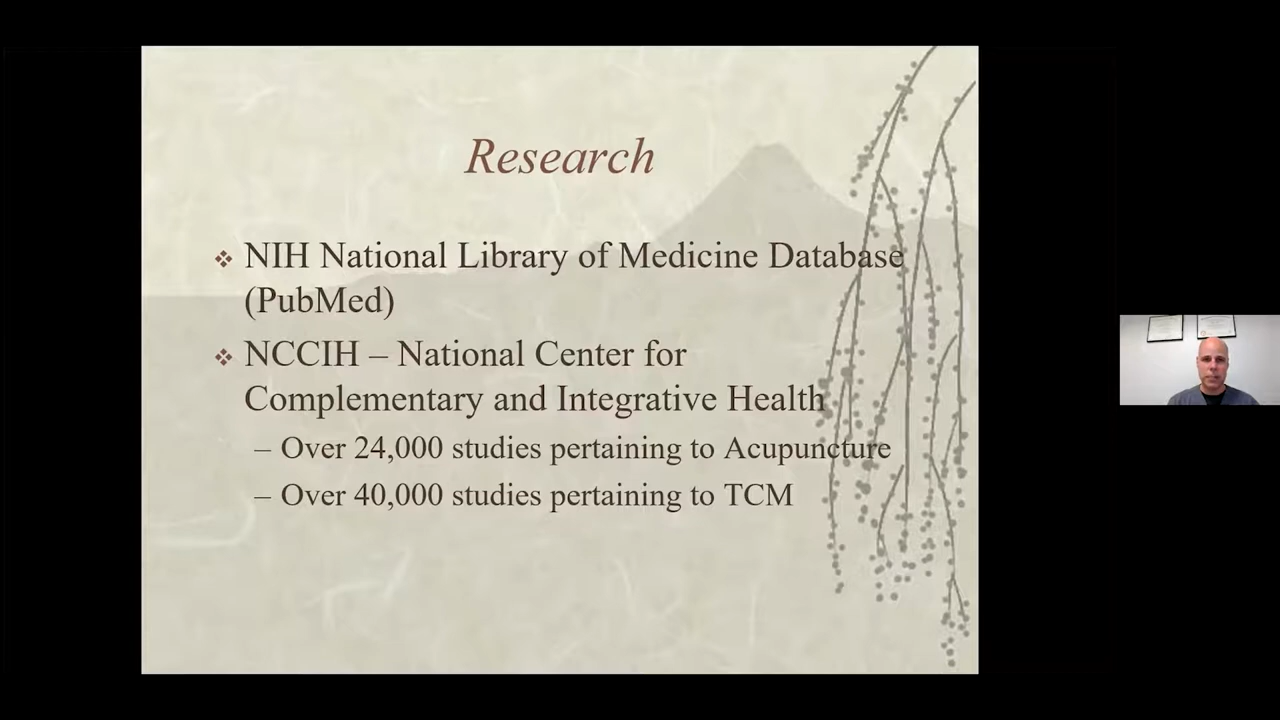 Research
❖ NIH National Library of Medicine Database
(PubMed)
❖ NCCIH – National Center for
Complementary and Integrative Health
– Over 24,000 studies pertaining to Acupuncture
– Over 40,000 studies pertaining to TCM